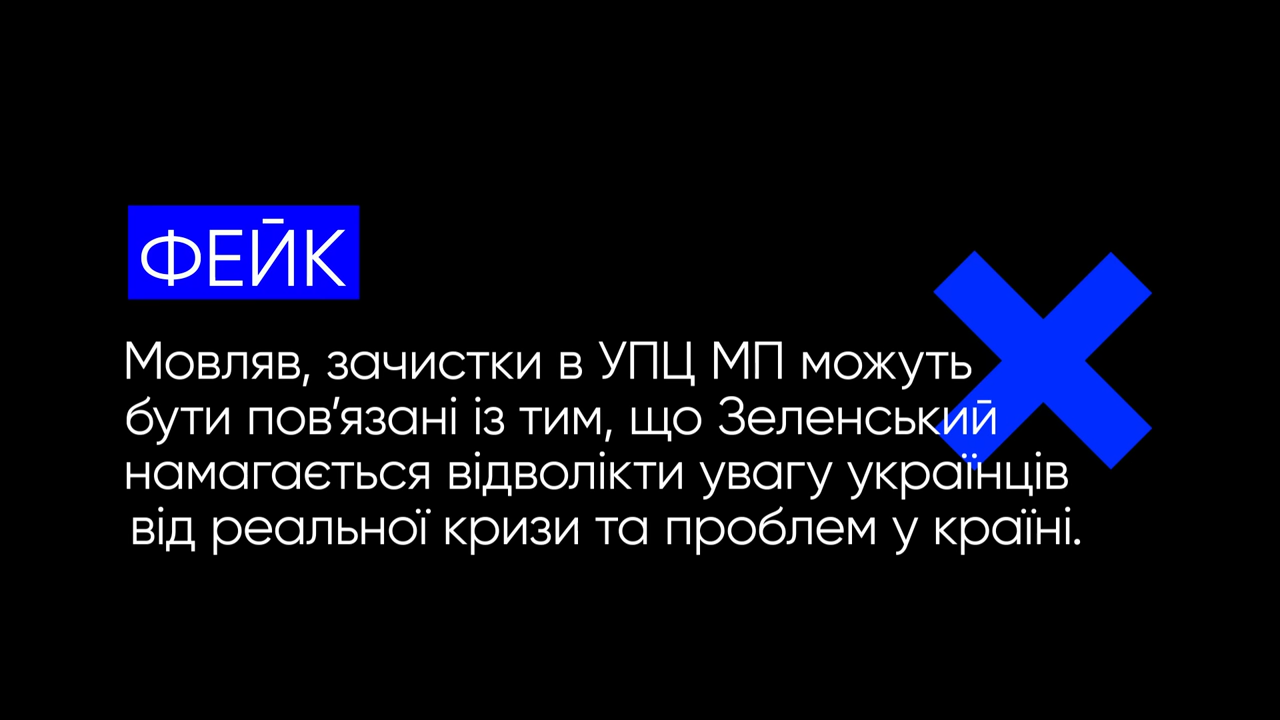 ФЕЙК
Мовляв, зачистки в УПЦ МП можуть
бути пов’язані із тим, що Зеленський
намагається відволікти увагу українців
від реальної кризи та проблем у країні.